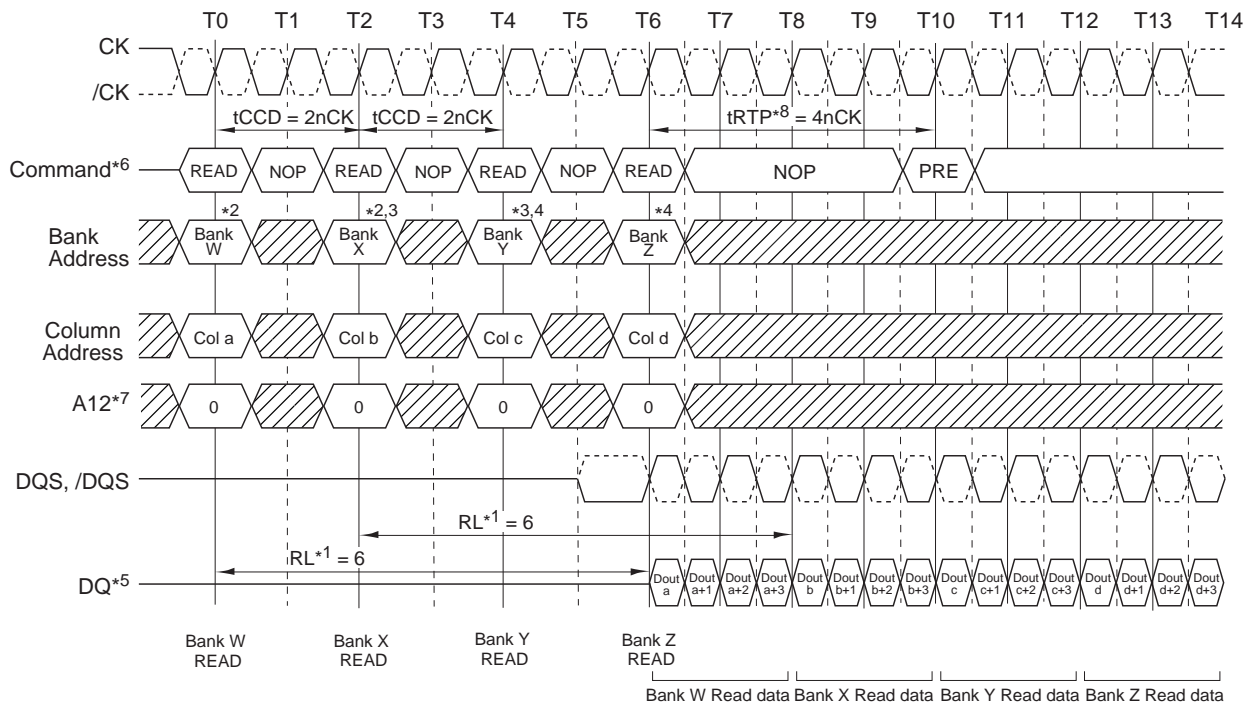 T0 T1 T2 T3 T4 T5 T6 T7 T8 T9 T10 T11 T12 T13 T14
CK
/CK
tCCD = 2nCK tCCD = 2nCK tRTP*8 = 4nCK
Command*6 READ NOP READ NOP READ NOP READ NOP PRE
*2 *2,3 *3,4 *4
Bank Address Bank W Bank X Bank Y Bank Z
Column Address Col a Col b Col c Col d
A12*7 0 0 0 0
DQS, /DQS
RL*1 = 6
RL*1 = 6
DQ*5 Dout a Dout a+1 Dout a+2 Dout a+3 Dout b Dout b+1 Dout b+2 Dout b+3 Dout c Dout c+1 Dout c+2 Dout c+3 Dout d Dout d+1 Dout d+2 Dout d+3
Bank W READ Bank X READ Bank Y READ Bank Z READ
Bank W Read data Bank X Read data Bank Y Read data Bank Z Read data